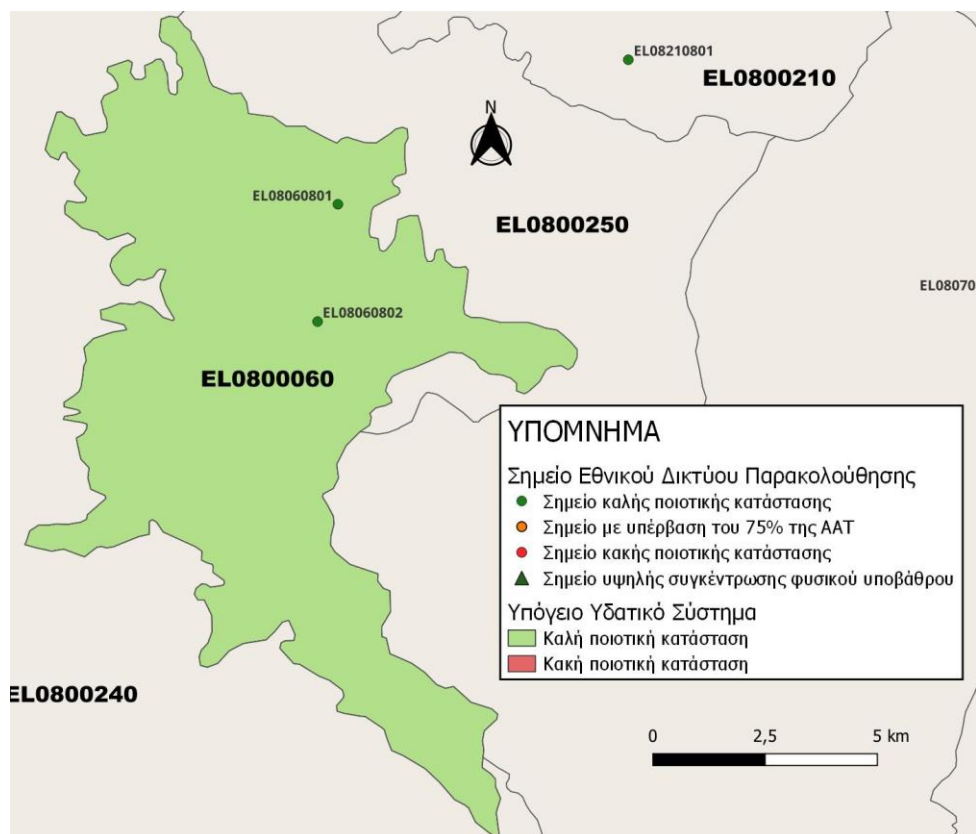 EL08210801
EL0800210
N
EL08060801
EL0800250
EL08070
EL08060802
EL0800060
ΥΠΟΜΝΗΜΑ
Σημείο Εθνικού Δικτύου Παρακολούθησης
Σημείο καλής ποιοτικής κατάστασης
Σημείο με υπέρβαση του 75% της ΑΑΤ
Σημείο κακής ποιοτικής κατάστασης
Σημείο υψηλής συγκέντρωσης φυσικού υποβάθρου
Υπόγειο Υδατικό Σύστημα
Καλή ποιοτική κατάσταση
Κακή ποιοτική κατάσταση
EL0800240
0 2,5 5 km